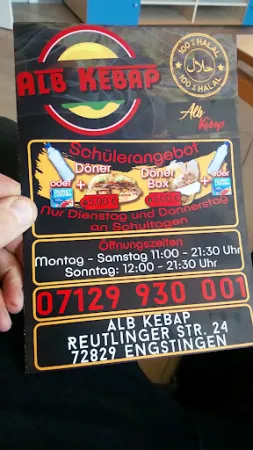 ALB KEBAP
100% HALAL
حلال
100% HALAL
Alb
Kebap
Schülerangebot
Döner
+
oder
Döner
Box
+
oder
Nur Dienstag und Donnerstag
an Schultagen
Öffnungszeiten
Montag - Samstag 11:00 - 21:30 Uhr
Sonntag: 12:00 - 21:30 Uhr
07129 930 001
ALB KEBAP
REUTLINGER STR. 24
72829 ENGSTINGEN